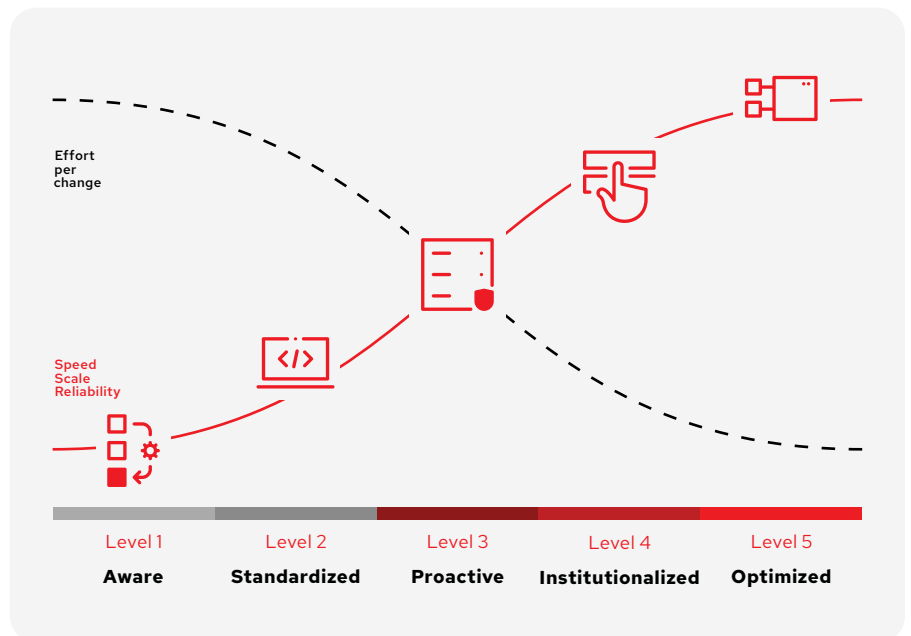 Effort
per
change
Speed
Scale
Reliability
</>
Level 1
Level 2
Level 3
Level 4
Level 5
Aware
Standardized
Proactive
Institutionalized
Optimized